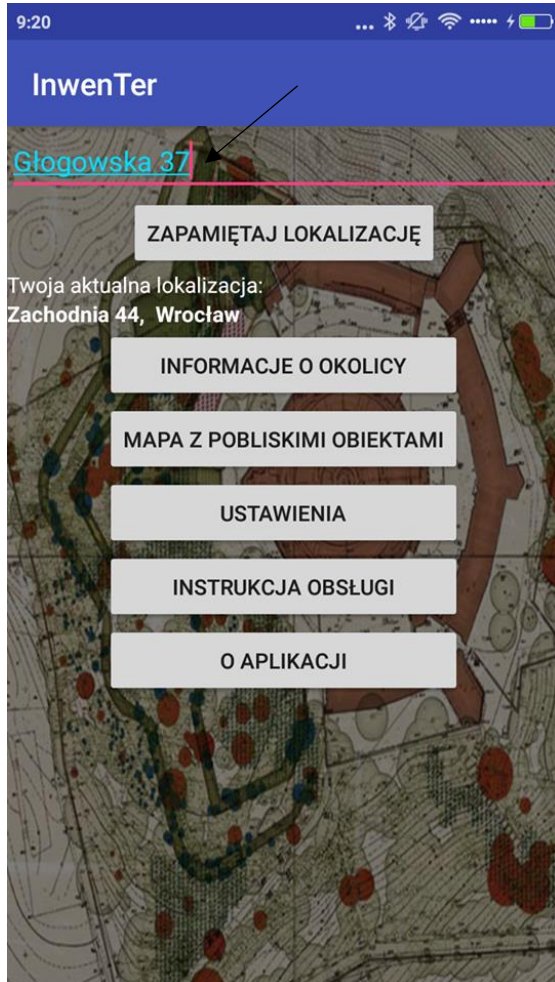 9:20
InwenTer
Głogowska 37
ZAPAMIĘTAJ LOKALIZACJĘ
Twoja aktualna lokalizacja:
Zachodnia 44, Wrocław
INFORMACJE O OKOLICY
MAPA Z POBLISKIMI OBIEKTAMI
USTAWIENIA
INSTRUKCJA OBSŁUGI
O APLIKACJI